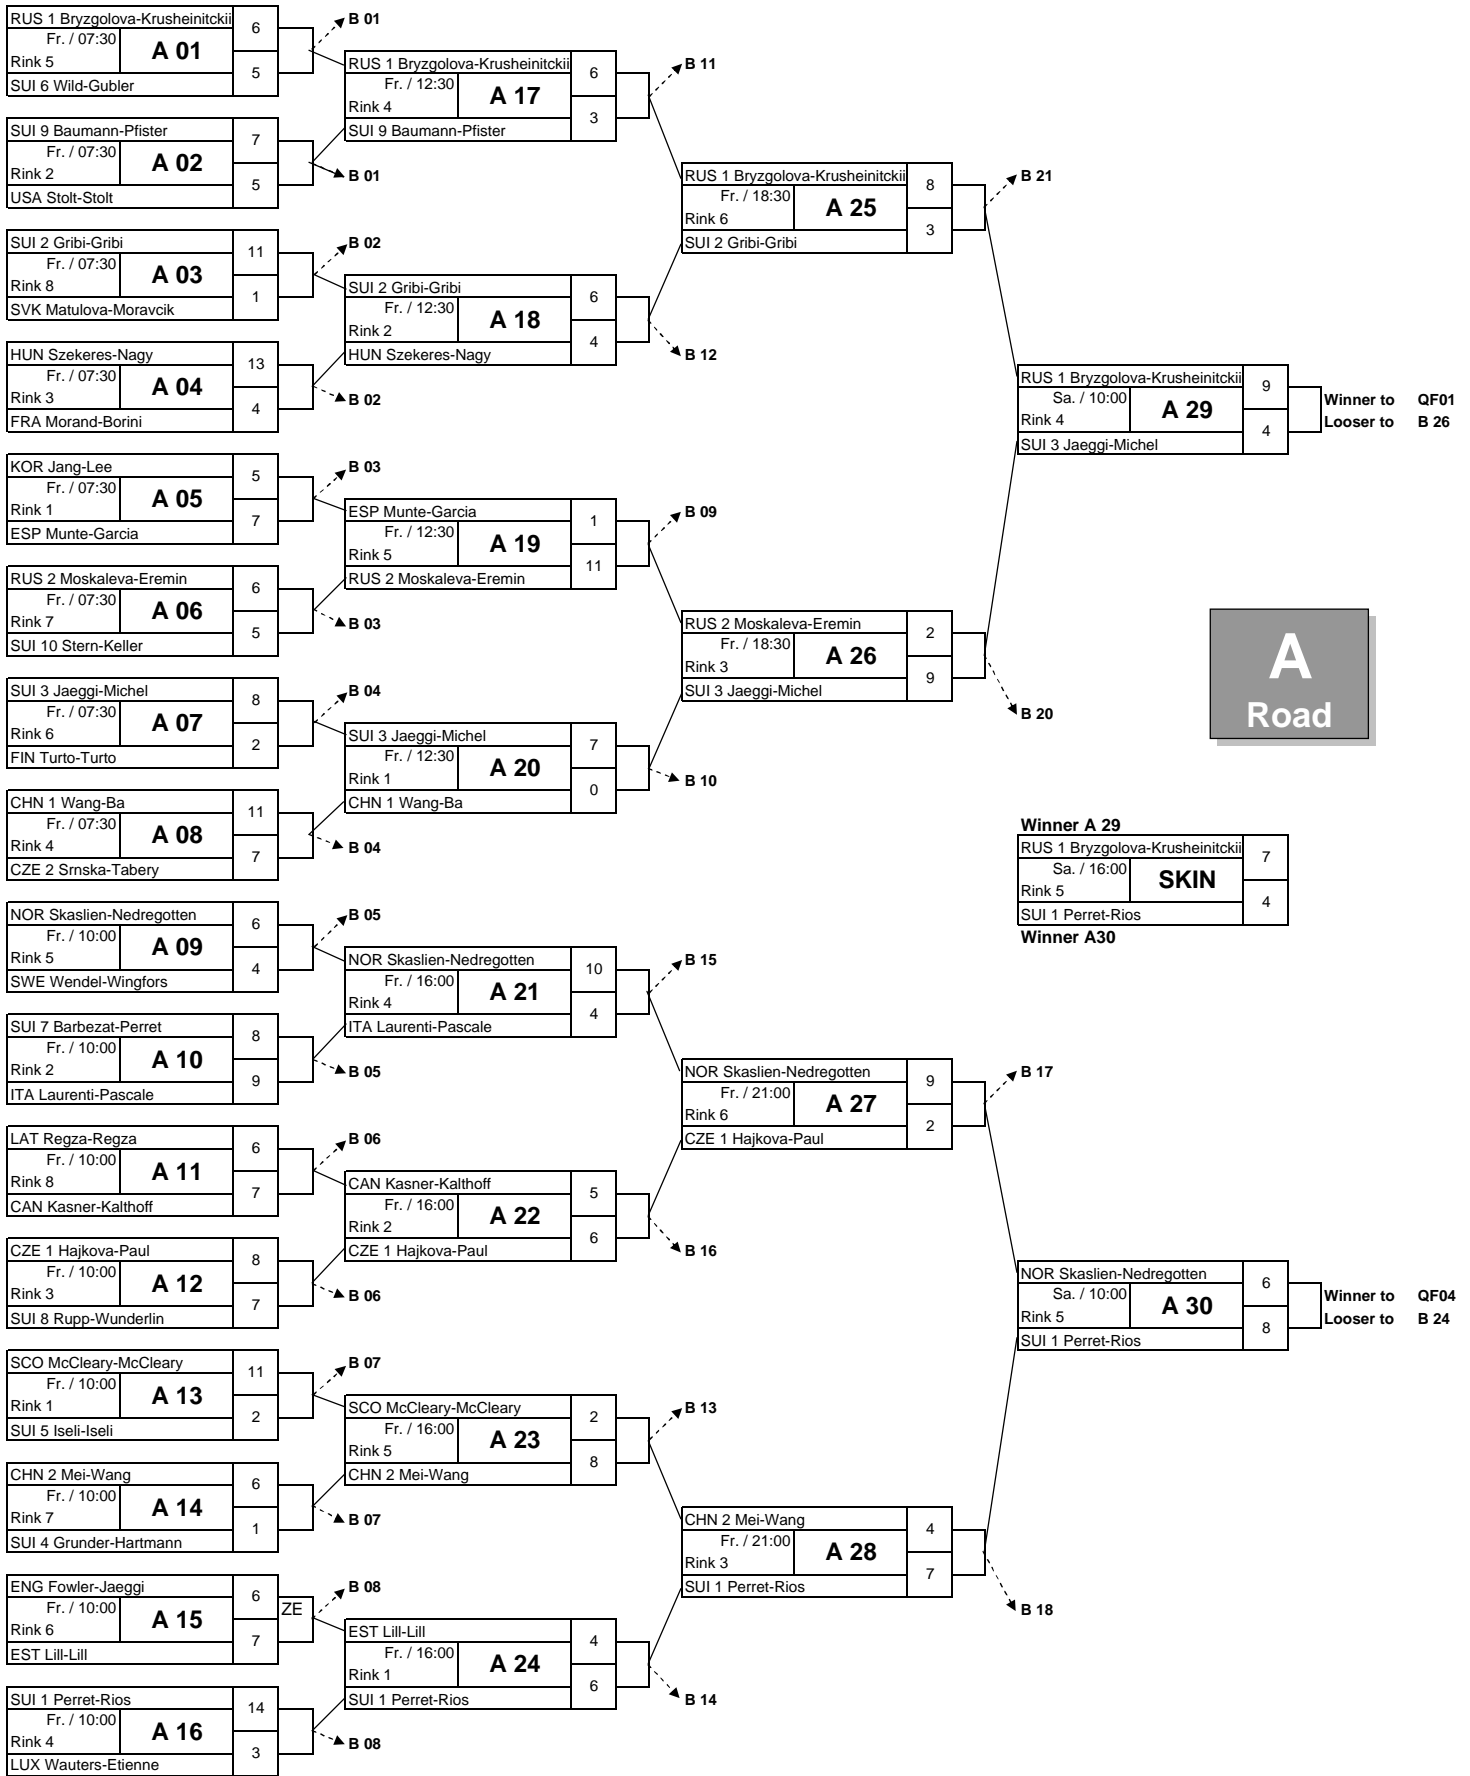 RUS 1 Bryzgolova-Krusheinitckii 6
Fr. / 07:30 A 01
Rink 5
SUI 6 Wild-Gubler 5
B 01
SUI 9 Baumann-Pfister 7
Fr. / 07:30 A 02
Rink 2
USA Stolt-Stolt 5
B 01
SUI 2 Gribi-Gribi 11
Fr. / 07:30 A 03
Rink 8
SVK Matulova-Moravcik 1
B 02
HUN Szekeres-Nagy 13
Fr. / 07:30 A 04
Rink 3
FRA Morand-Borini 4
B 02
KOR Jang-Lee 5
Fr. / 07:30 A 05
Rink 1
ESP Munte-Garcia 7
B 03
RUS 2 Moskaleva-Eremin 6
Fr. / 07:30 A 06
Rink 7
SUI 10 Stern-Keller 5
B 03
SUI 3 Jaeggi-Michel 8
Fr. / 07:30 A 07
Rink 6
FIN Turto-Turto 2
B 04
CHN 1 Wang-Ba 11
Fr. / 07:30 A 08
Rink 4
CZE 2 Srnska-Tabery 7
B 04
NOR Skaslien-Nedregotten 6
Fr. / 10:00 A 09
Rink 5
SWE Wendel-Wingfors 4
B 05
SUI 7 Barbezat-Perret 8
Fr. / 10:00 A 10
Rink 2
ITA Laurenti-Pascale 9
B 05
LAT Regza-Regza 6
Fr. / 10:00 A 11
Rink 8
CAN Kasner-Kalthoff 7
B 06
CZE 1 Hajkova-Paul 8
Fr. / 10:00 A 12
Rink 3
SUI 8 Rupp-Wunderlin 7
B 06
SCO McCleary-McCleary 11
Fr. / 10:00 A 13
Rink 1
SUI 5 Iseli-Iseli 2
B 07
CHN 2 Mei-Wang 6
Fr. / 10:00 A 14
Rink 7
SUI 4 Grunder-Hartmann 1
B 07
ENG Fowler-Jaeggi 6
Fr. / 10:00 A 15 ZE
Rink 6
EST Lill-Lill 7
B 08
SUI 1 Perret-Rios 14
Fr. / 10:00 A 16
Rink 4
LUX Wauters-Etienne 3
B 08
RUS 1 Bryzgolova-Krusheinitckii 6
Fr. / 12:30 A 17
Rink 4
SUI 9 Baumann-Pfister 3
B 11
SUI 2 Gribi-Gribi 6
Fr. / 12:30 A 18
Rink 2
HUN Szekeres-Nagy 4
B 12
ESP Munte-Garcia 1
Fr. / 12:30 A 19
Rink 5
RUS 2 Moskaleva-Eremin 11
B 09
SUI 3 Jaeggi-Michel 7
Fr. / 12:30 A 20
Rink 1
CHN 1 Wang-Ba 0
B 10
NOR Skaslien-Nedregotten 10
Fr. / 16:00 A 21
Rink 4
ITA Laurenti-Pascale 4
B 15
CAN Kasner-Kalthoff 5
Fr. / 16:00 A 22
Rink 2
CZE 1 Hajkova-Paul 6
B 16
SCO McCleary-McCleary 2
Fr. / 16:00 A 23
Rink 5
CHN 2 Mei-Wang 8
B 13
EST Lill-Lill 4
Fr. / 16:00 A 24
Rink 1
SUI 1 Perret-Rios 6
B 14
RUS 1 Bryzgolova-Krusheinitckii 8
Fr. / 18:30 A 25
Rink 6
SUI 2 Gribi-Gribi 3
B 21
RUS 2 Moskaleva-Eremin 2
Fr. / 18:30 A 26
Rink 3
SUI 3 Jaeggi-Michel 9
B 20
NOR Skaslien-Nedregotten 9
Fr. / 21:00 A 27
Rink 6
CZE 1 Hajkova-Paul 2
B 17
CHN 2 Mei-Wang 4
Fr. / 21:00 A 28
Rink 3
SUI 1 Perret-Rios 7
B 18
RUS 1 Bryzgolova-Krusheinitckii 9
Sa. / 10:00 A 29
Rink 4
SUI 3 Jaeggi-Michel 4
Winner to QF01
Looser to B 26
A
Road
Winner A 29
RUS 1 Bryzgolova-Krusheinitckii 7
Sa. / 16:00 SKIN
Rink 5
SUI 1 Perret-Rios 4
Winner A30
NOR Skaslien-Nedregotten 6
Sa. / 10:00 A 30
Rink 5
SUI 1 Perret-Rios 8
Winner to QF04
Looser to B 24